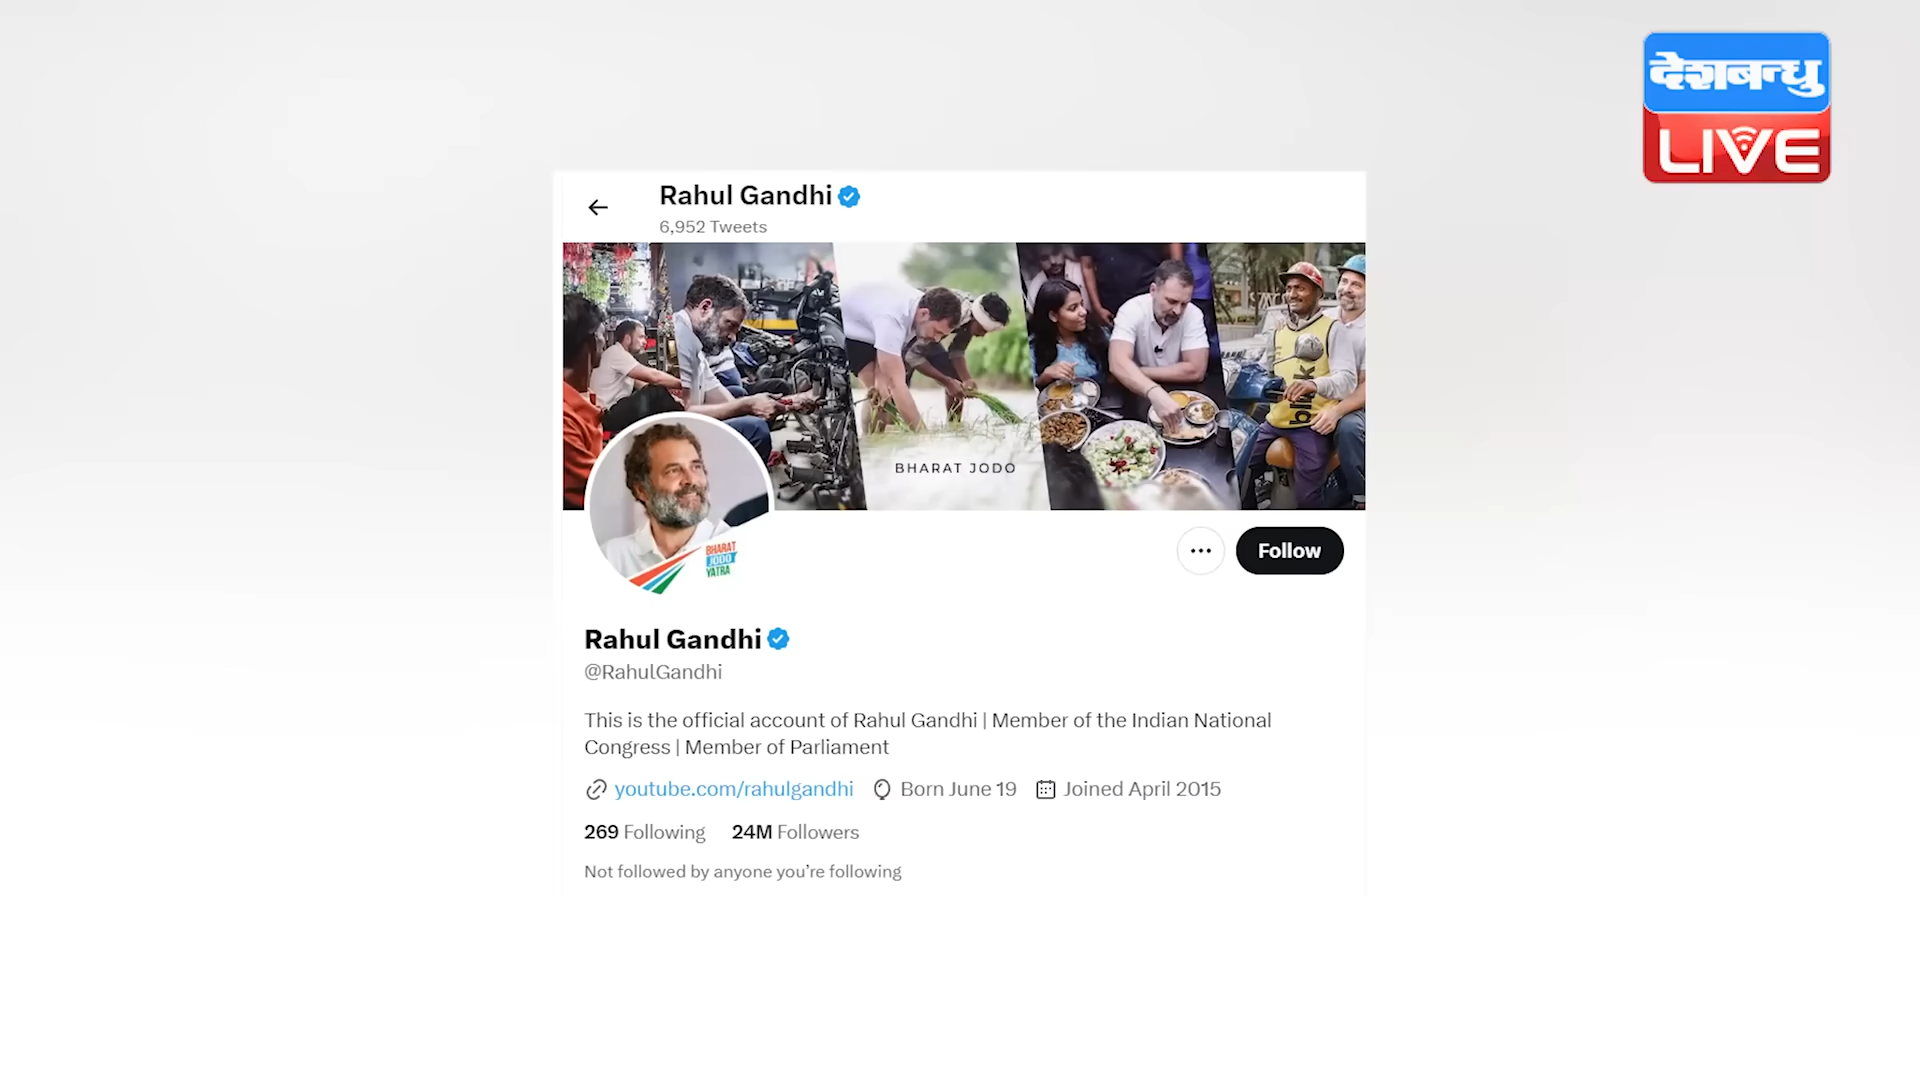 देशबन्धु
LIVE
Rahul Gandhi
6,952 Tweets
BHARAT JODO
blink
BHARAT
JODO
YATRA
Follow
Rahul Gandhi
@RahulGandhi
This is the official account of Rahul Gandhi | Member of the Indian National
Congress | Member of Parliament
youtube.com/rahulgandhi Born June 19 Joined April 2015
269 Following 24M Followers
Not followed by anyone you’re following